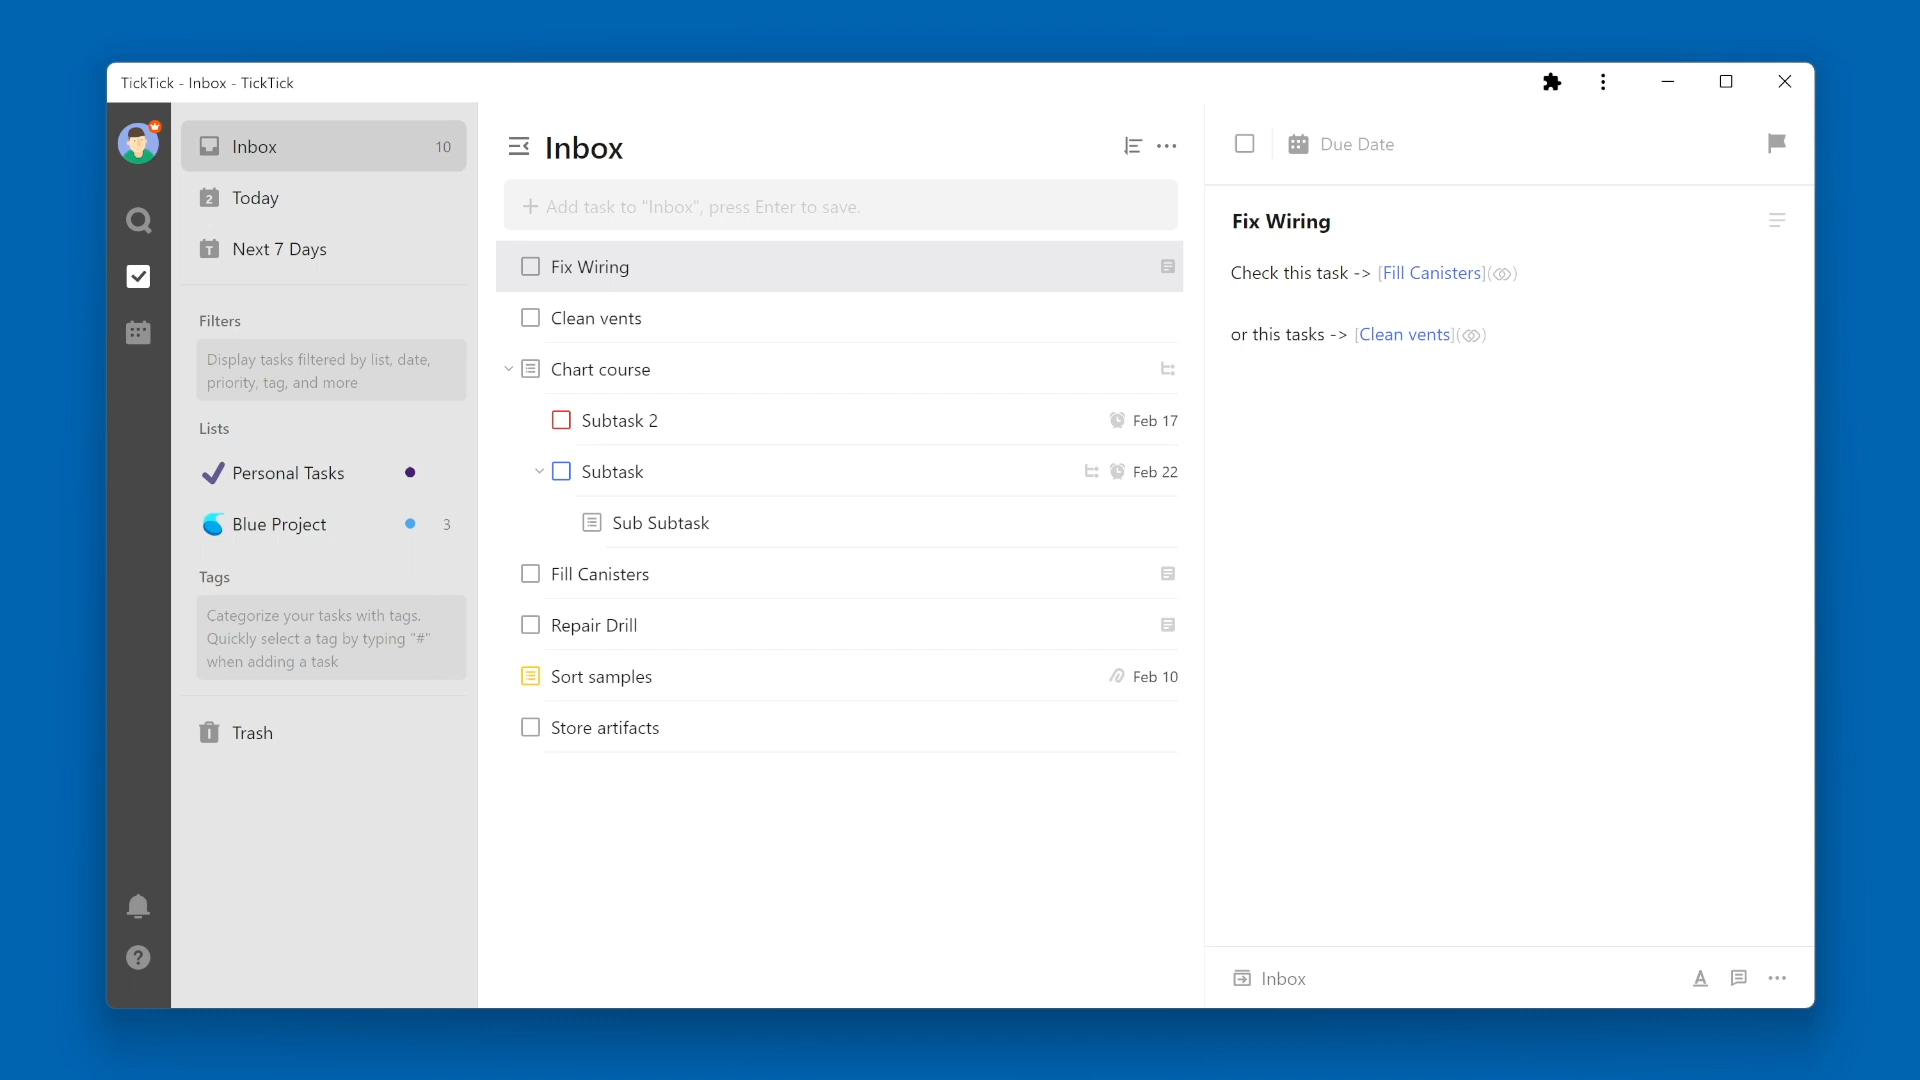 TickTick - Inbox - TickTick
Inbox 10
2 Today
T Next 7 Days
Filters
Display tasks filtered by list, date,
priority, tag, and more
Lists
Personal Tasks
Blue Project 3
Tags
Categorize your tasks with tags.
Quickly select a tag by typing "#"
when adding a task
Trash
?
Inbox
+ Add task to "Inbox", press Enter to save.
Fix Wiring
Clean vents
Chart course
Subtask 2 Feb 17
Subtask Feb 22
Sub Subtask
Fill Canisters
Repair Drill
Sort samples Feb 10
Store artifacts
Due Date
Fix Wiring
Check this task -> [Fill Canisters]()
or this tasks -> [Clean vents]()
Inbox A